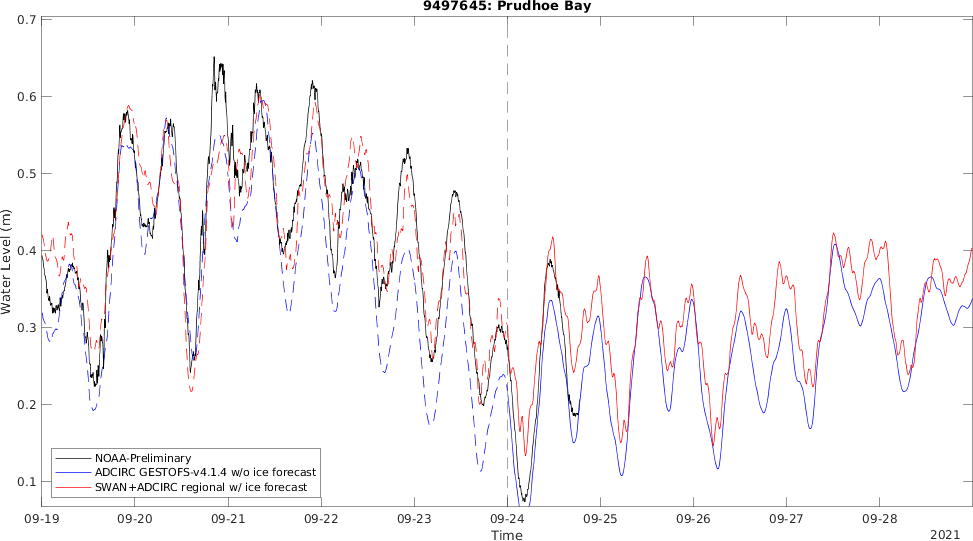 9497645: Prudhoe Bay
0.7
0.6
0.5
0.4
0.3
0.2
0.1
Water Level (m)
NOAA-Preliminary
ADCIRC GESTOFS-v4.1.4 w/o ice forecast
SWAN+ADCIRC regional w/ ice forecast
09-19 09-20 09-21 09-22 09-23 09-24 09-25 09-26 09-27 09-28
Time
2021